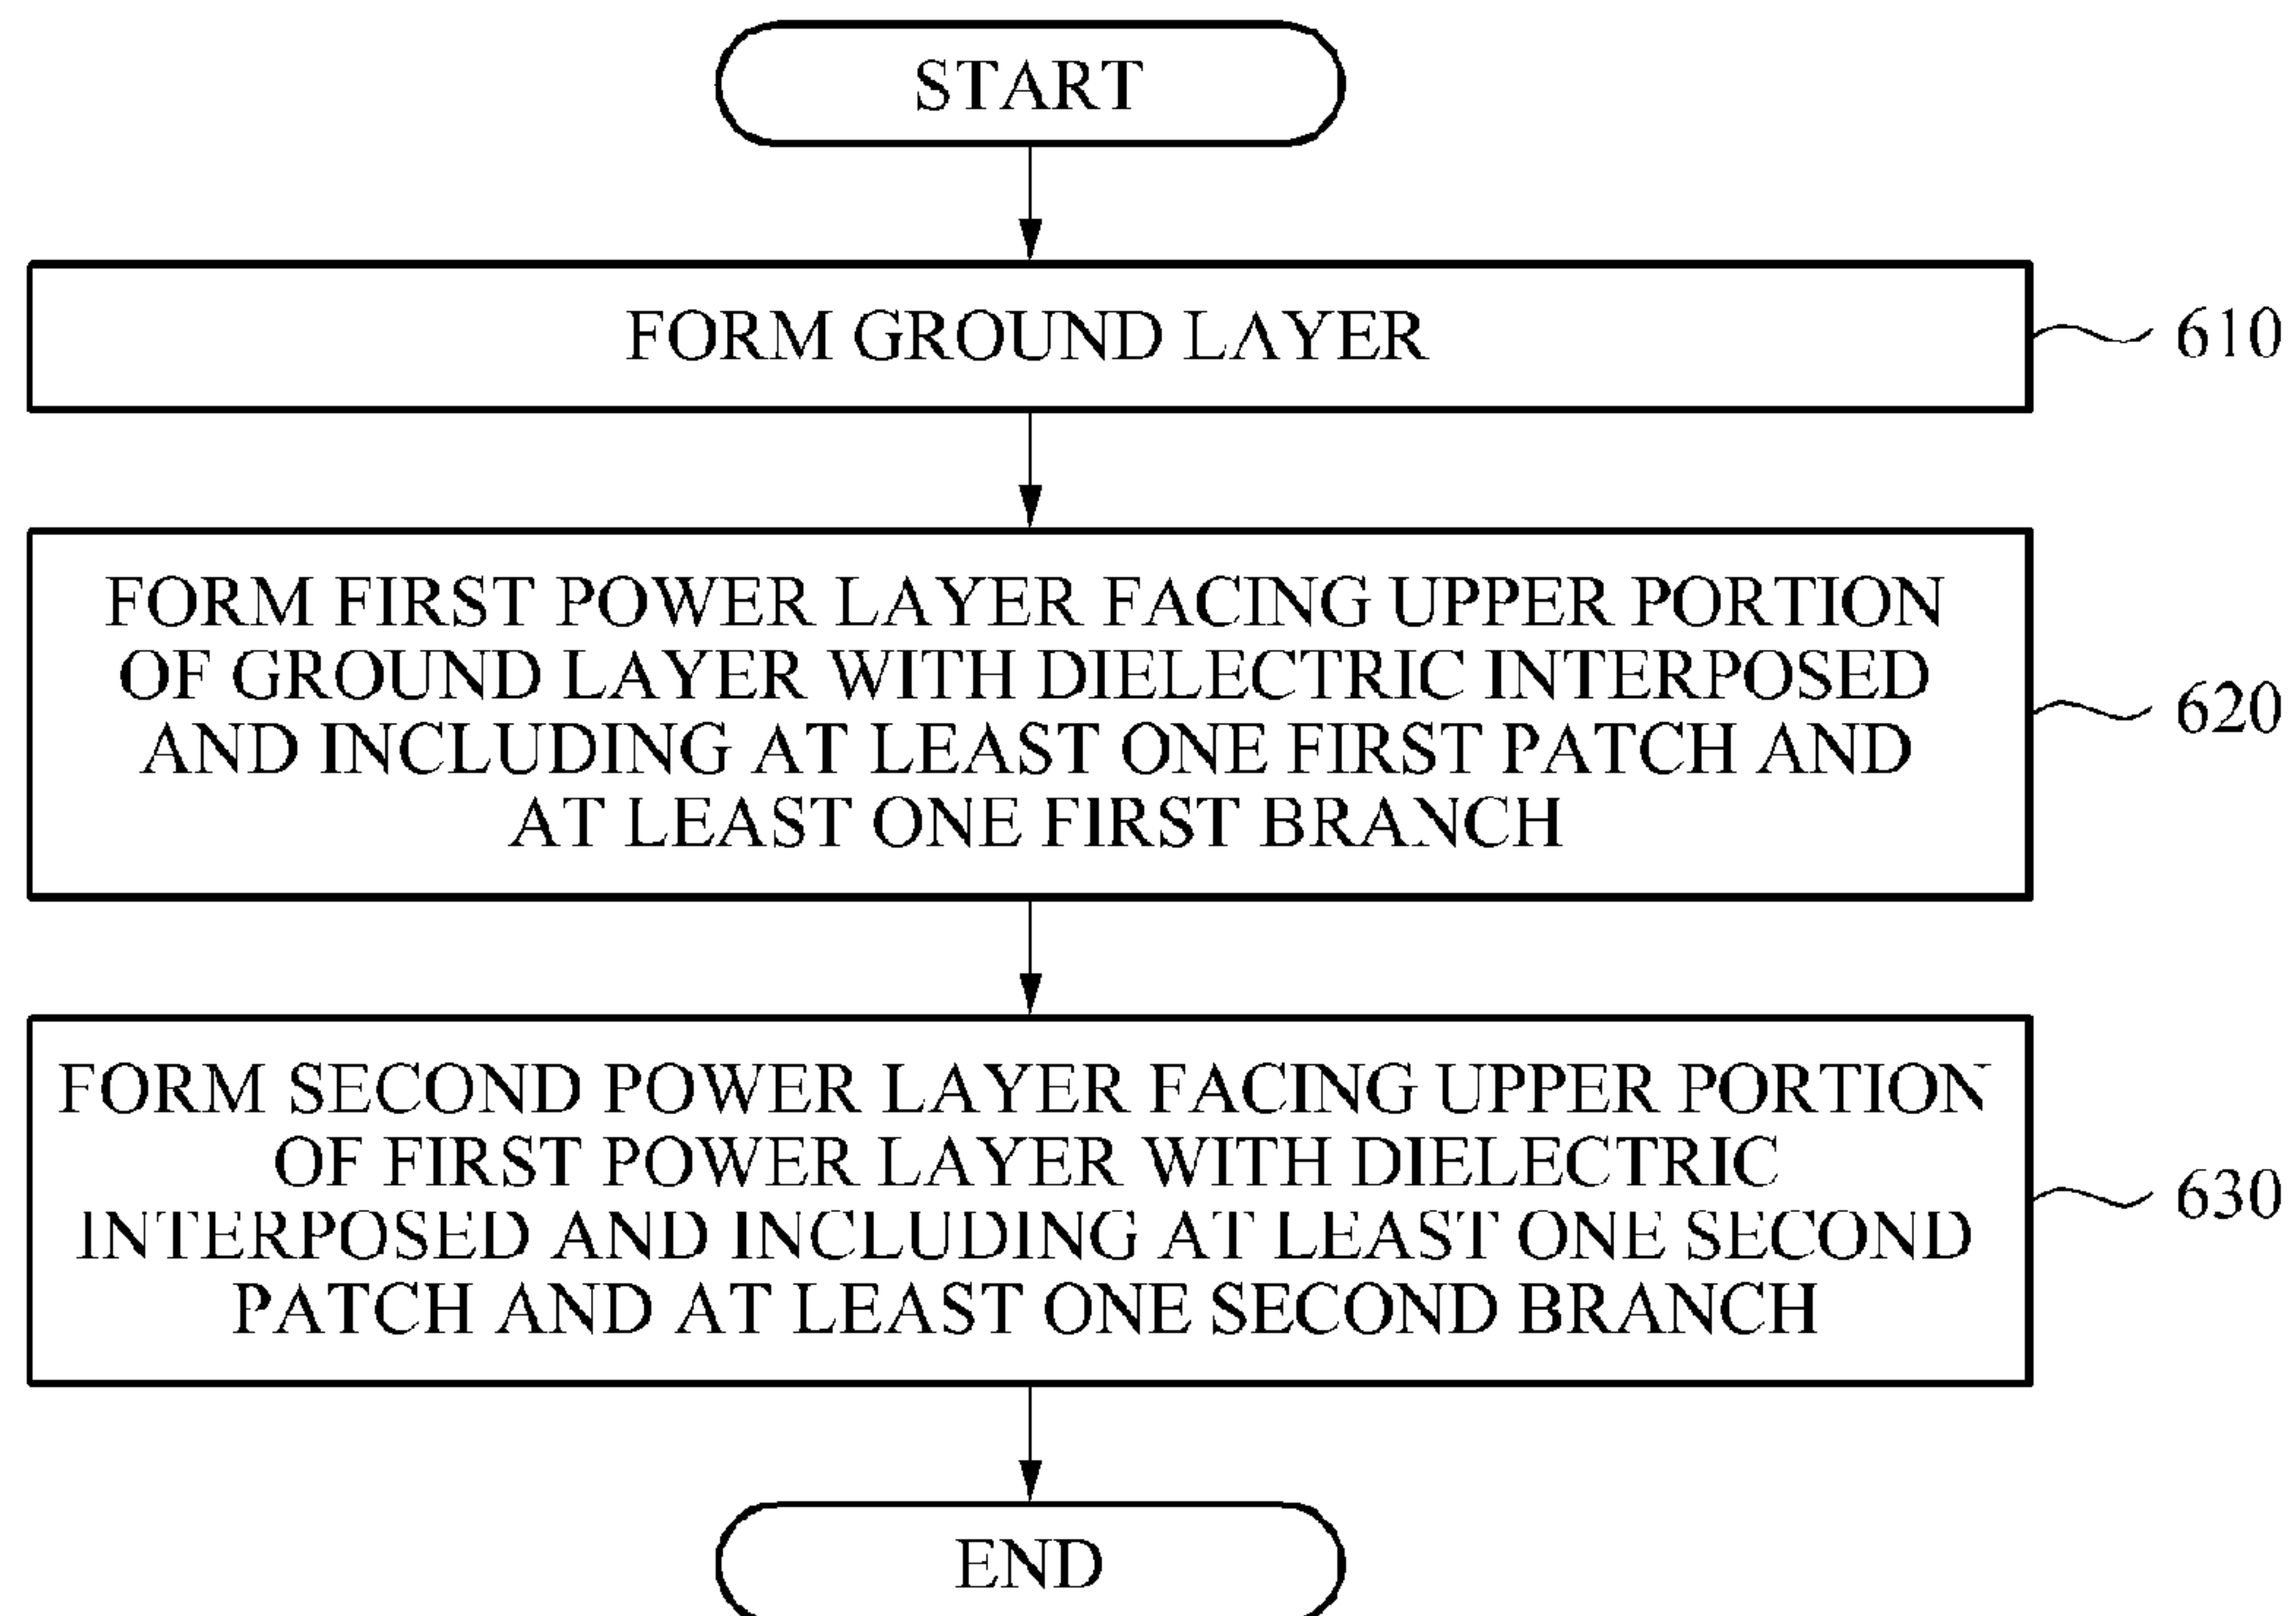 START
FORM GROUND LAYER
610
FORM FIRST POWER LAYER FACING UPPER PORTION
OF GROUND LAYER WITH DIELECTRIC INTERPOSED
AND INCLUDING AT LEAST ONE FIRST PATCH AND
AT LEAST ONE FIRST BRANCH
620
FORM SECOND POWER LAYER FACING UPPER PORTION
OF FIRST POWER LAYER WITH DIELECTRIC
INTERPOSED AND INCLUDING AT LEAST ONE SECOND
PATCH AND AT LEAST ONE SECOND BRANCH
630
END